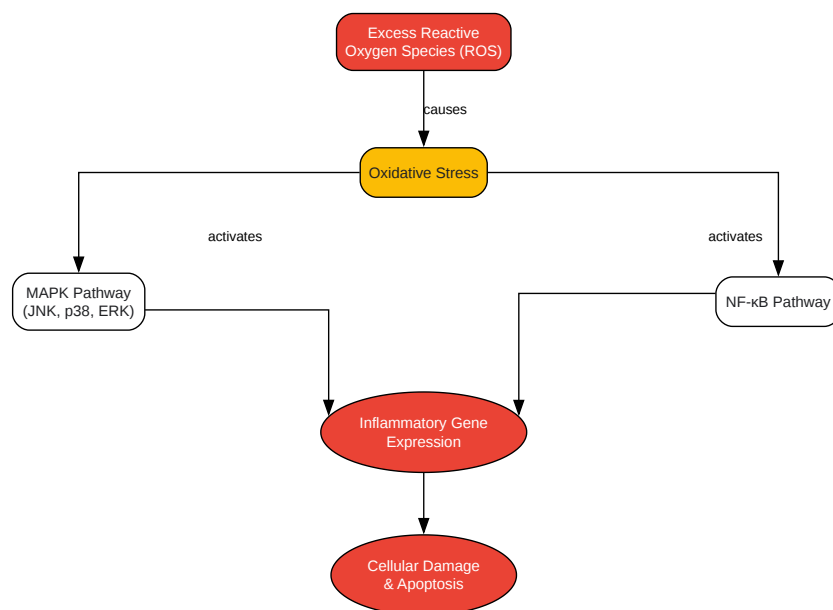 Excess Reactive
Oxygen Species (ROS)
causes
Oxidative Stress
activates
activates
MAPK Pathway
(JNK, p38, ERK)
NF-κB Pathway
Inflammatory Gene
Expression
Cellular Damage
& Apoptosis